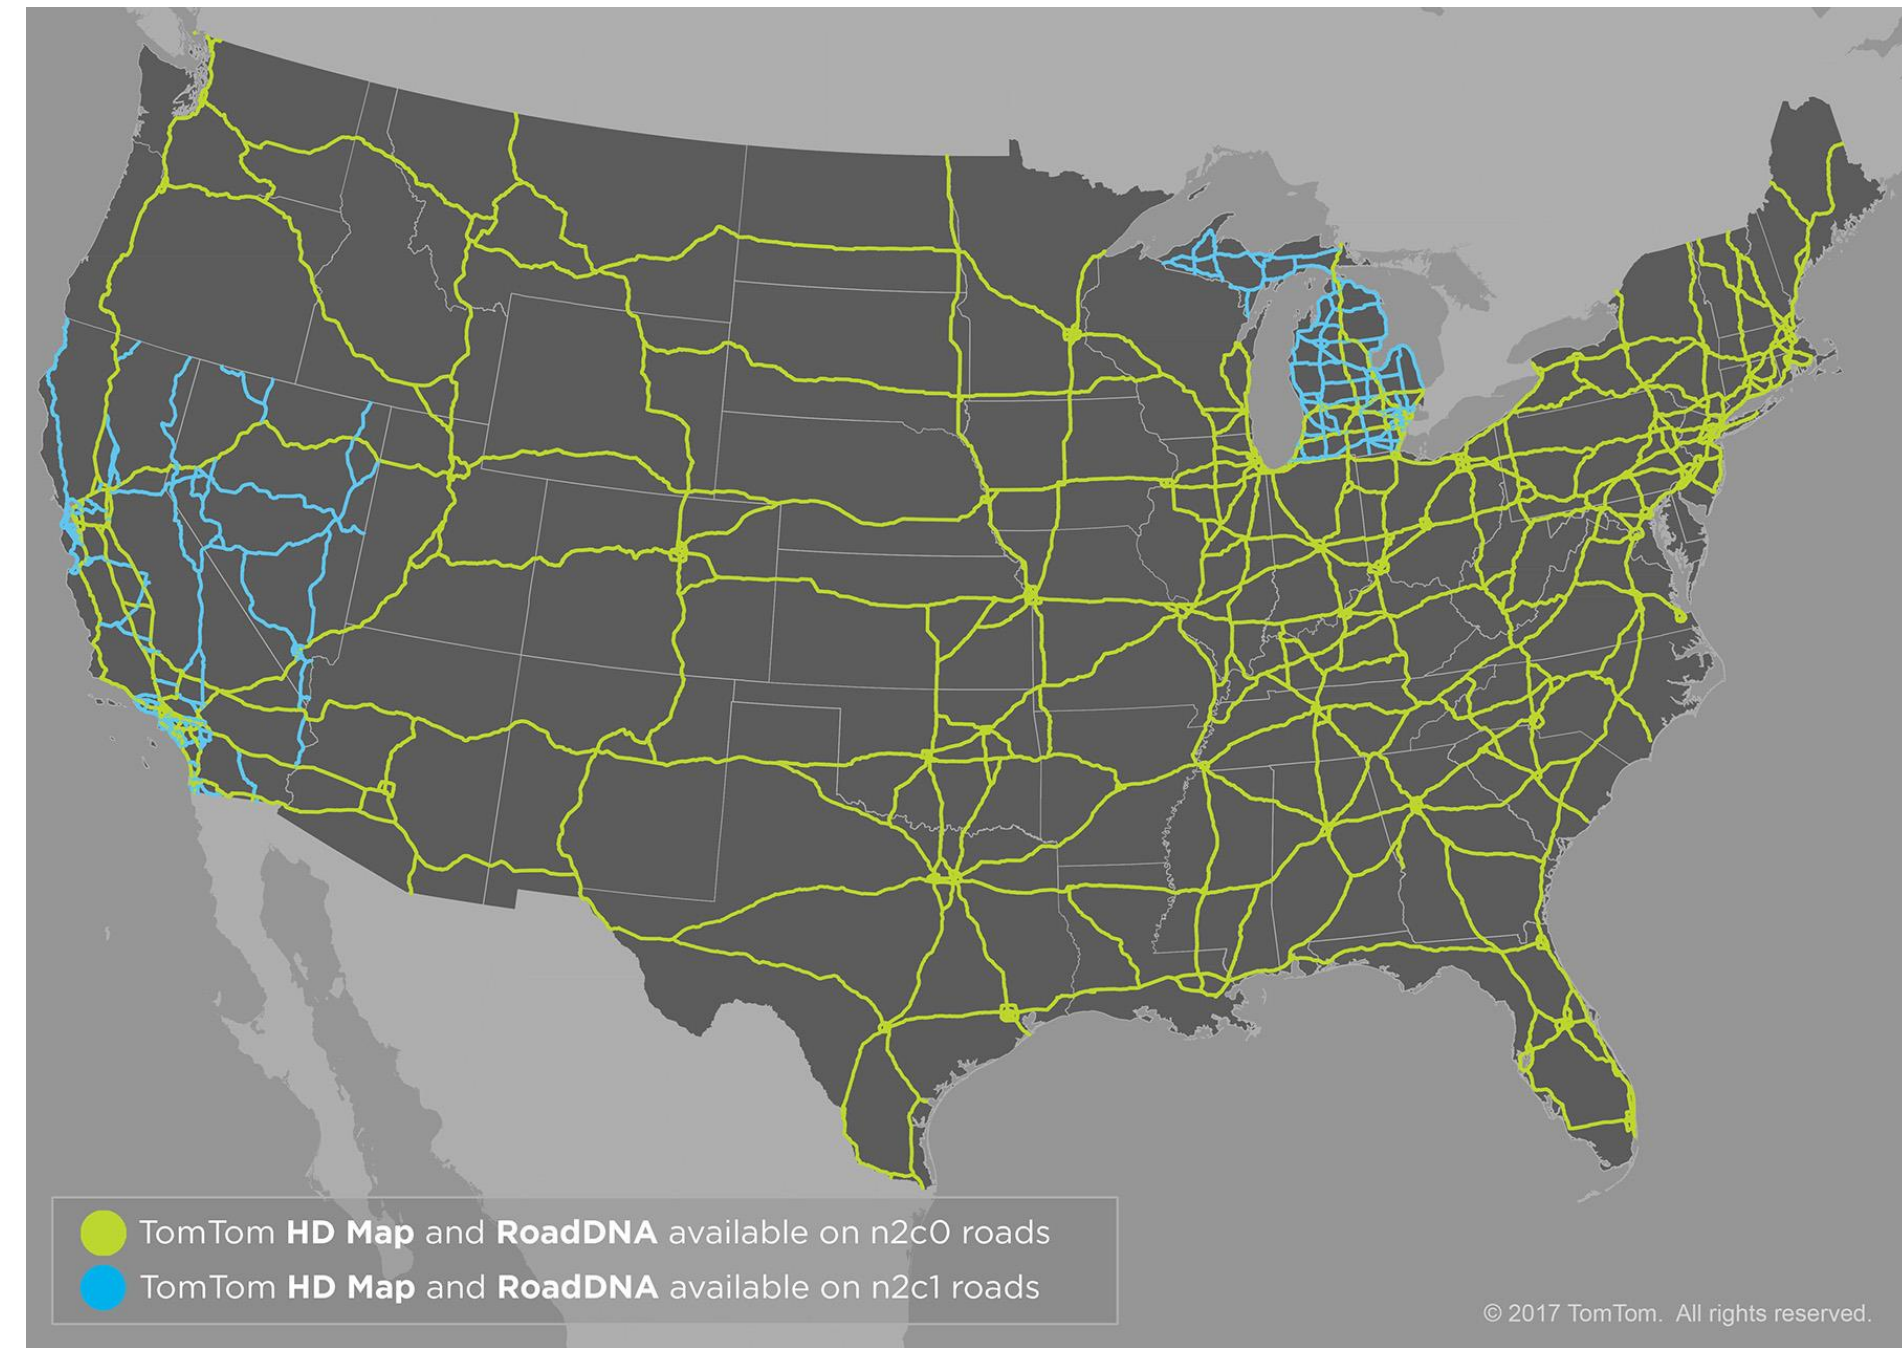 TomTom HD Map and RoadDNA available on n2c0 roads
TomTom HD Map and RoadDNA available on n2c1 roads
© 2017 TomTom. All rights reserved.